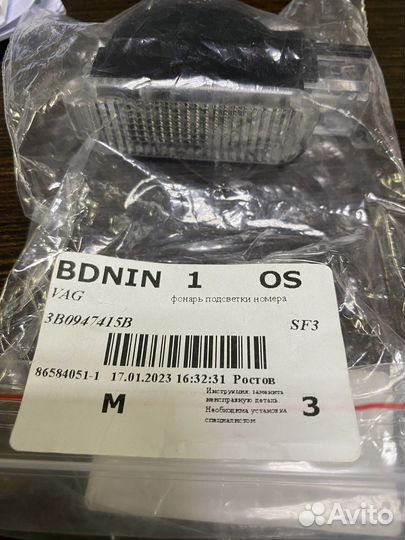 BDNIN 1 OS
VAG фонарь подсветки номера
3B0947415B SF3
86584051-1 17.01.2023 16:32:31 Ростов
Инструкция: заменить
неисправную деталь.
M Необходима установка 3
специалистом
Avito